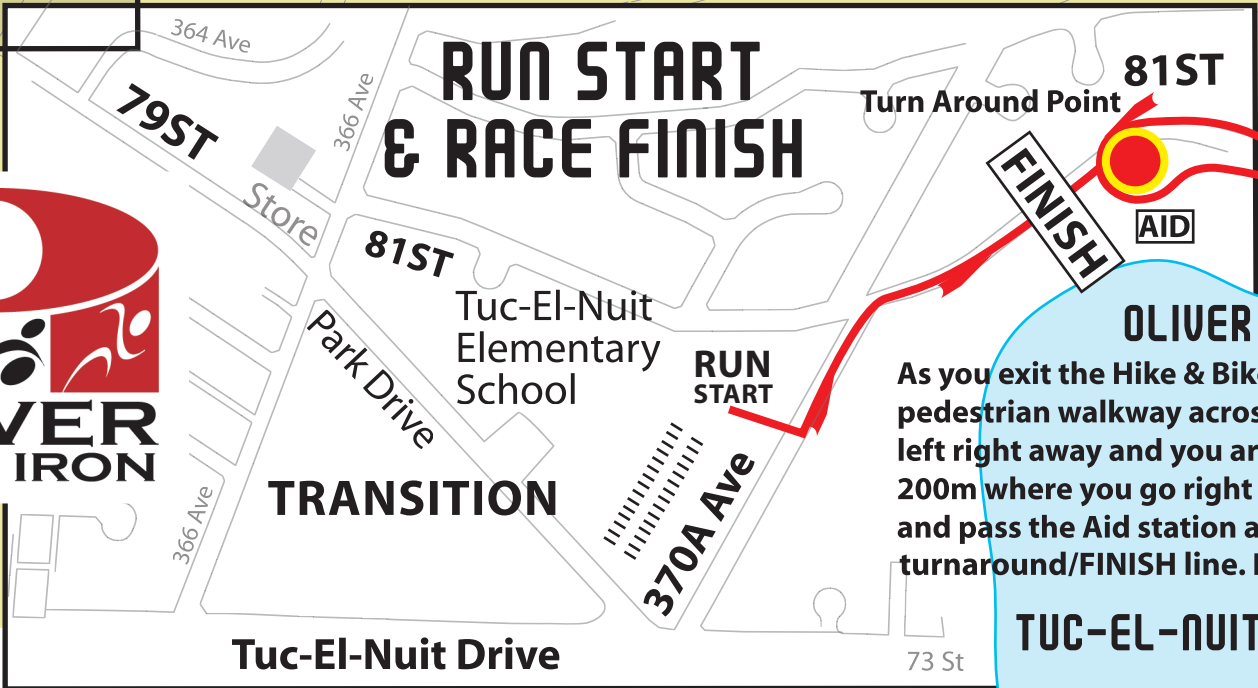 364 Ave
RUN START
& RACE FINISH
81ST
Turn Around Point
79ST
366 Ave
FINISH
Store
AID
81ST
Tuc-El-Nuit
Elementary
School
Park Drive
RUN
START
OLIVER
As you exit the Hike & Bik
pedestrian walkway acros
left right away and you ar
200m where you go right
and pass the Aid station a
turnaround/FINISH line.
VER
IRON
TRANSITION
366 Ave
370A Ave
Tuc-El-Nuit Drive
TUC-EL-NUIT
73 St